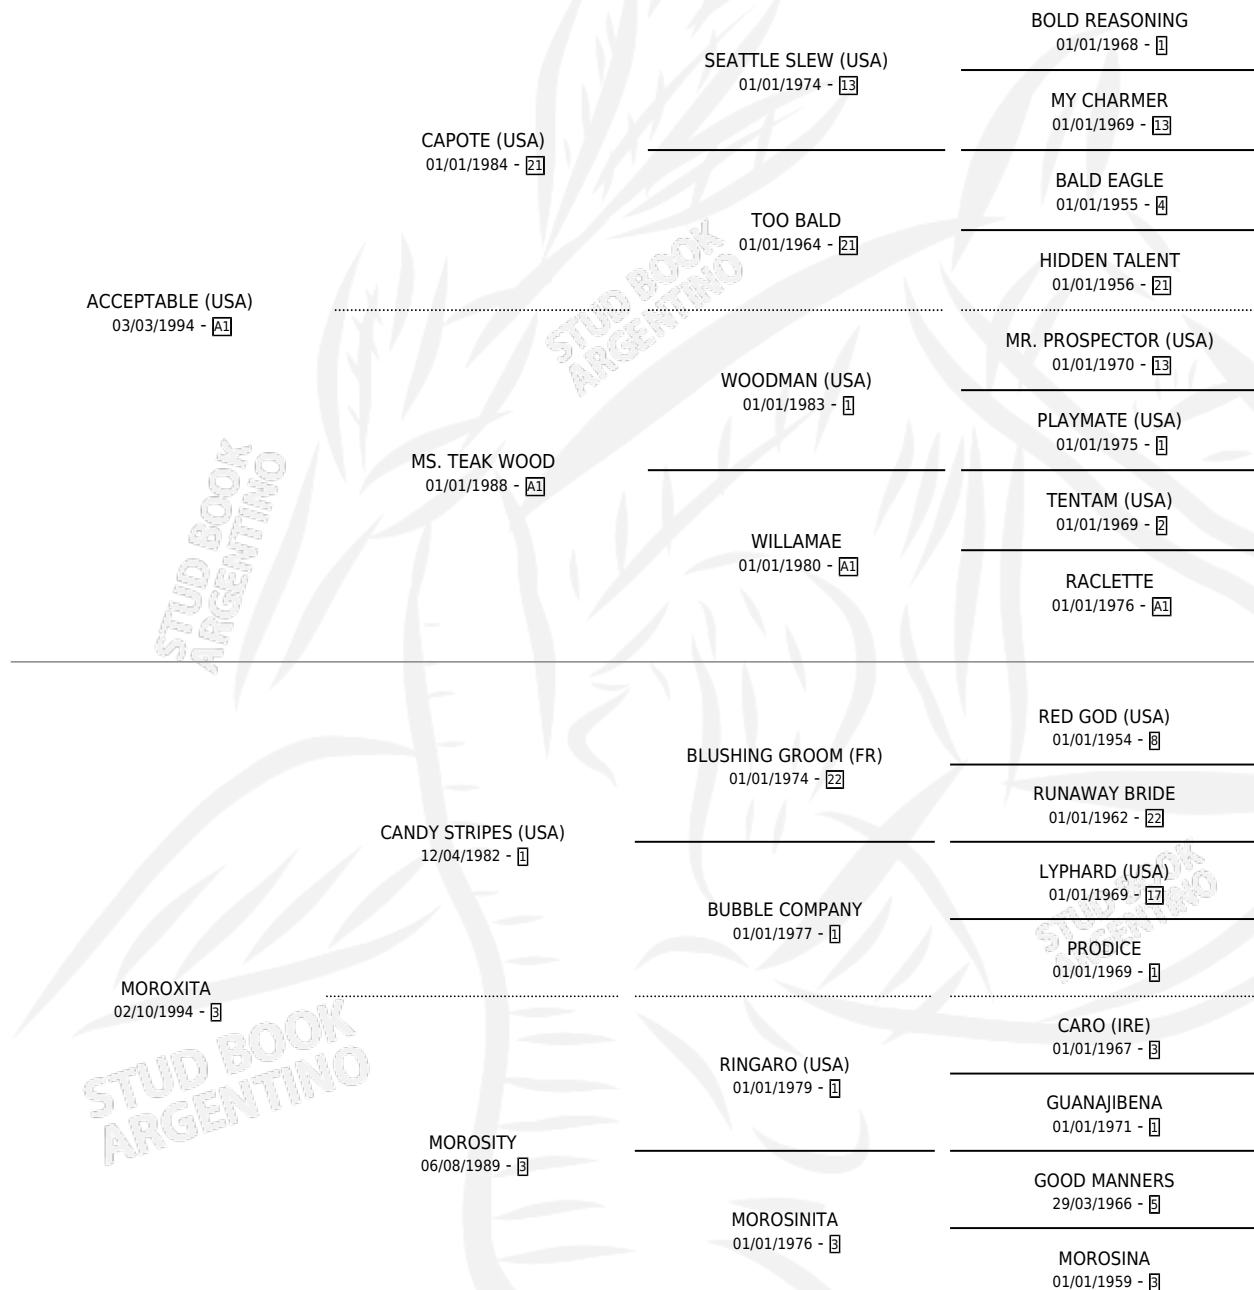 BOLD REASONING
01/01/1968 - 1
SEATTLE SLEW (USA)
01/01/1974 - 13
MY CHARMER
01/01/1969 - 13
CAPOTE (USA)
01/01/1984 - 21
BALD EAGLE
01/01/1955 - 4
TOO BALD
01/01/1964 - 21
HIDDEN TALENT
01/01/1956 - 21
ACCEPTABLE (USA)
03/03/1994 - A1
MR. PROSPECTOR (USA)
01/01/1970 - 13
WOODMAN (USA)
01/01/1983 - 1
PLAYMATE (USA)
01/01/1975 - 1
MS. TEAK WOOD
01/01/1988 - A1
TENTAM (USA)
01/01/1969 - 2
WILLAMAE
01/01/1980 - A1
RACLETTE
01/01/1976 - A1
RED GOD (USA)
01/01/1954 - 8
BLUSHING GROOM (FR)
01/01/1974 - 22
RUNAWAY BRIDE
01/01/1962 - 22
CANDY STRIPES (USA)
12/04/1982 - 1
LYPHARD (USA)
01/01/1969 - 17
BUBBLE COMPANY
01/01/1977 - 1
PRODICE
01/01/1969 - 1
MOROXITA
02/10/1994 - 3
CARO (IRE)
01/01/1967 - 3
RINGARO (USA)
01/01/1979 - 1
GUANAJIBENA
01/01/1971 - 1
MOROSITY
06/08/1989 - 3
GOOD MANNERS
29/03/1966 - 5
MOROSINITA
01/01/1976 - 3
MOROSINA
01/01/1959 - 3
STUD BOOK
ARGENTINO
STUD BOOK
ARGENTINO
STUD BOOK
ARGENTINO
STUD BOOK
ARGENTINO